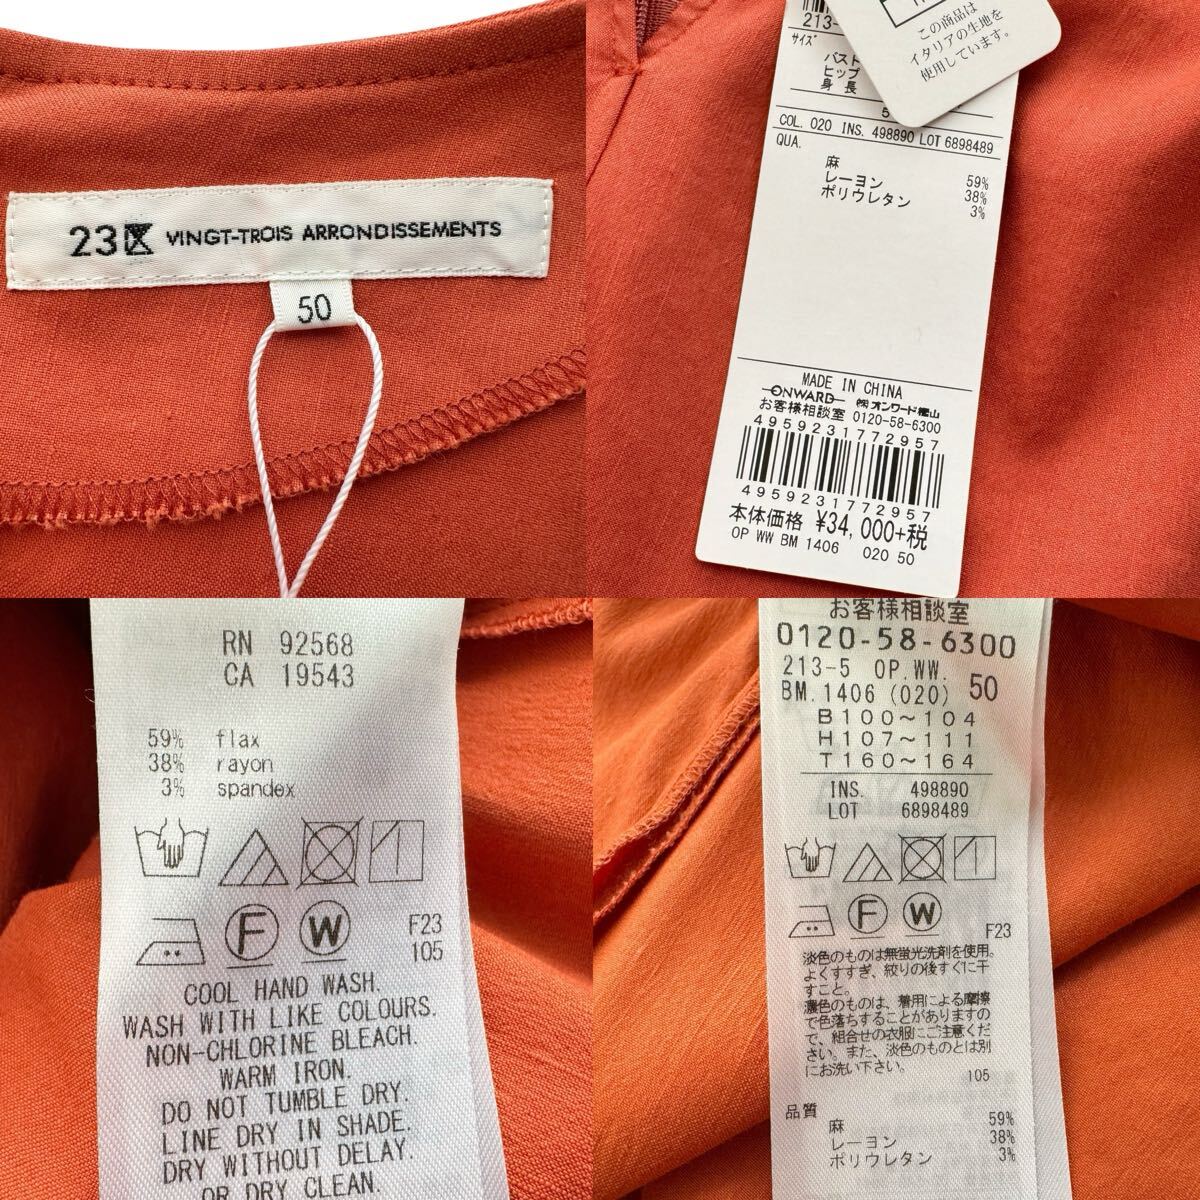 23区 VINGT-TROIS ARRONDISSEMENTS
50
この商品は
イタリアの生地を
使用しています。
213-
サイズ
バスト
ヒップ
身長
COL. 020 INS. 498890 LOT 6898489
QUA.
麻 59%
レーヨン 38%
ポリウレタン 3%
MADE IN CHINA
ONWARD ㈱オンワード樫山
お客様相談室 0120-58-6300
4959231772957
4959231772957
本体価格 ¥34,000+税
OP WW BM 1406 020 50
RN 92568
CA 19543
59% flax
38% rayon
3% spandex
F W F23
105
COOL HAND WASH.
WASH WITH LIKE COLOURS.
NON-CHLORINE BLEACH.
WARM IRON.
DO NOT TUMBLE DRY.
LINE DRY IN SHADE.
DRY WITHOUT DELAY.
OR DRY CLEAN.
お客様相談室
0120-58-6300
213-5 OP.WW.
BM.1406 (020) 50
B100~104
H107~111
T160~164
INS. 498890
LOT 6898489
F W F23
淡色のものは無蛍光洗剤を使用。
よくすすぎ、絞りの後すぐに干
すこと。
濃色のものは、着用による摩擦
で色落ちすることがありますの
で、組合せの衣服にご注意くだ
さい。また、淡色のものとは別
にお洗い下さい。
105
品質
麻 59%
レーヨン 38%
ポリウレタン 3%